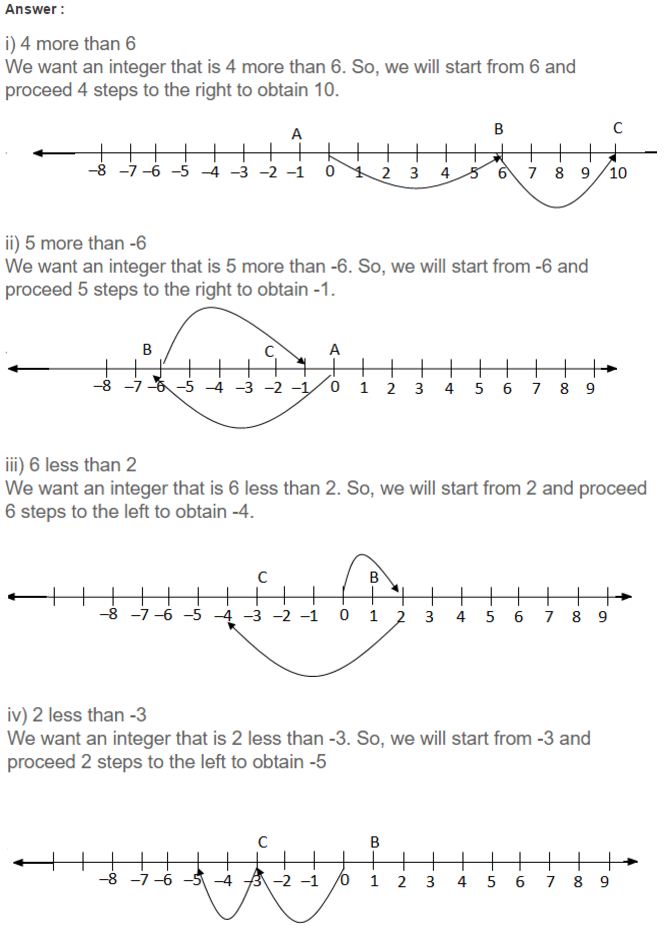 Answer :
i) 4 more than 6
We want an integer that is 4 more than 6. So, we will start from 6 and
proceed 4 steps to the right to obtain 10.
A B C
–8 –7 –6 –5 –4 –3 –2 –1 0 1 2 3 4 5 6 7 8 9 10
ii) 5 more than -6
We want an integer that is 5 more than -6. So, we will start from -6 and
proceed 5 steps to the right to obtain -1.
B C A
–8 –7 –6 –5 –4 –3 –2 –1 0 1 2 3 4 5 6 7 8 9
iii) 6 less than 2
We want an integer that is 6 less than 2. So, we will start from 2 and proceed
6 steps to the left to obtain -4.
C B
–8 –7 –6 –5 –4 –3 –2 –1 0 1 2 3 4 5 6 7 8 9
iv) 2 less than -3
We want an integer that is 2 less than -3. So, we will start from -3 and
proceed 2 steps to the left to obtain -5
C B
–8 –7 –6 –5 –4 –3 –2 –1 0 1 2 3 4 5 6 7 8 9